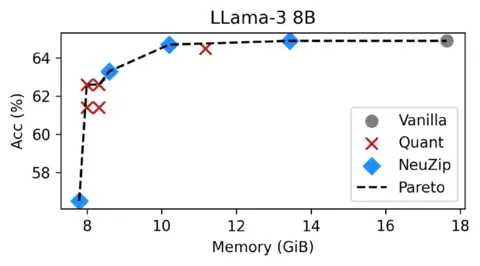 LLama-3 8B
Acc (%)
64
62
60
58
Vanilla
Quant
NeuZip
Pareto
8 10 12 14 16 18
Memory (GiB)